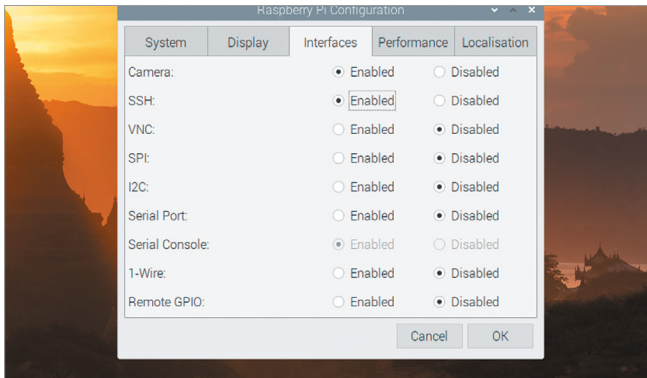 Raspberry Pi Configuration
System Display Interfaces Performance Localisation
Camera: Enabled Disabled
SSH: Enabled Disabled
VNC: Enabled Disabled
SPI: Enabled Disabled
I2C: Enabled Disabled
Serial Port: Enabled Disabled
Serial Console: Enabled Disabled
1-Wire: Enabled Disabled
Remote GPIO: Enabled Disabled
Cancel OK